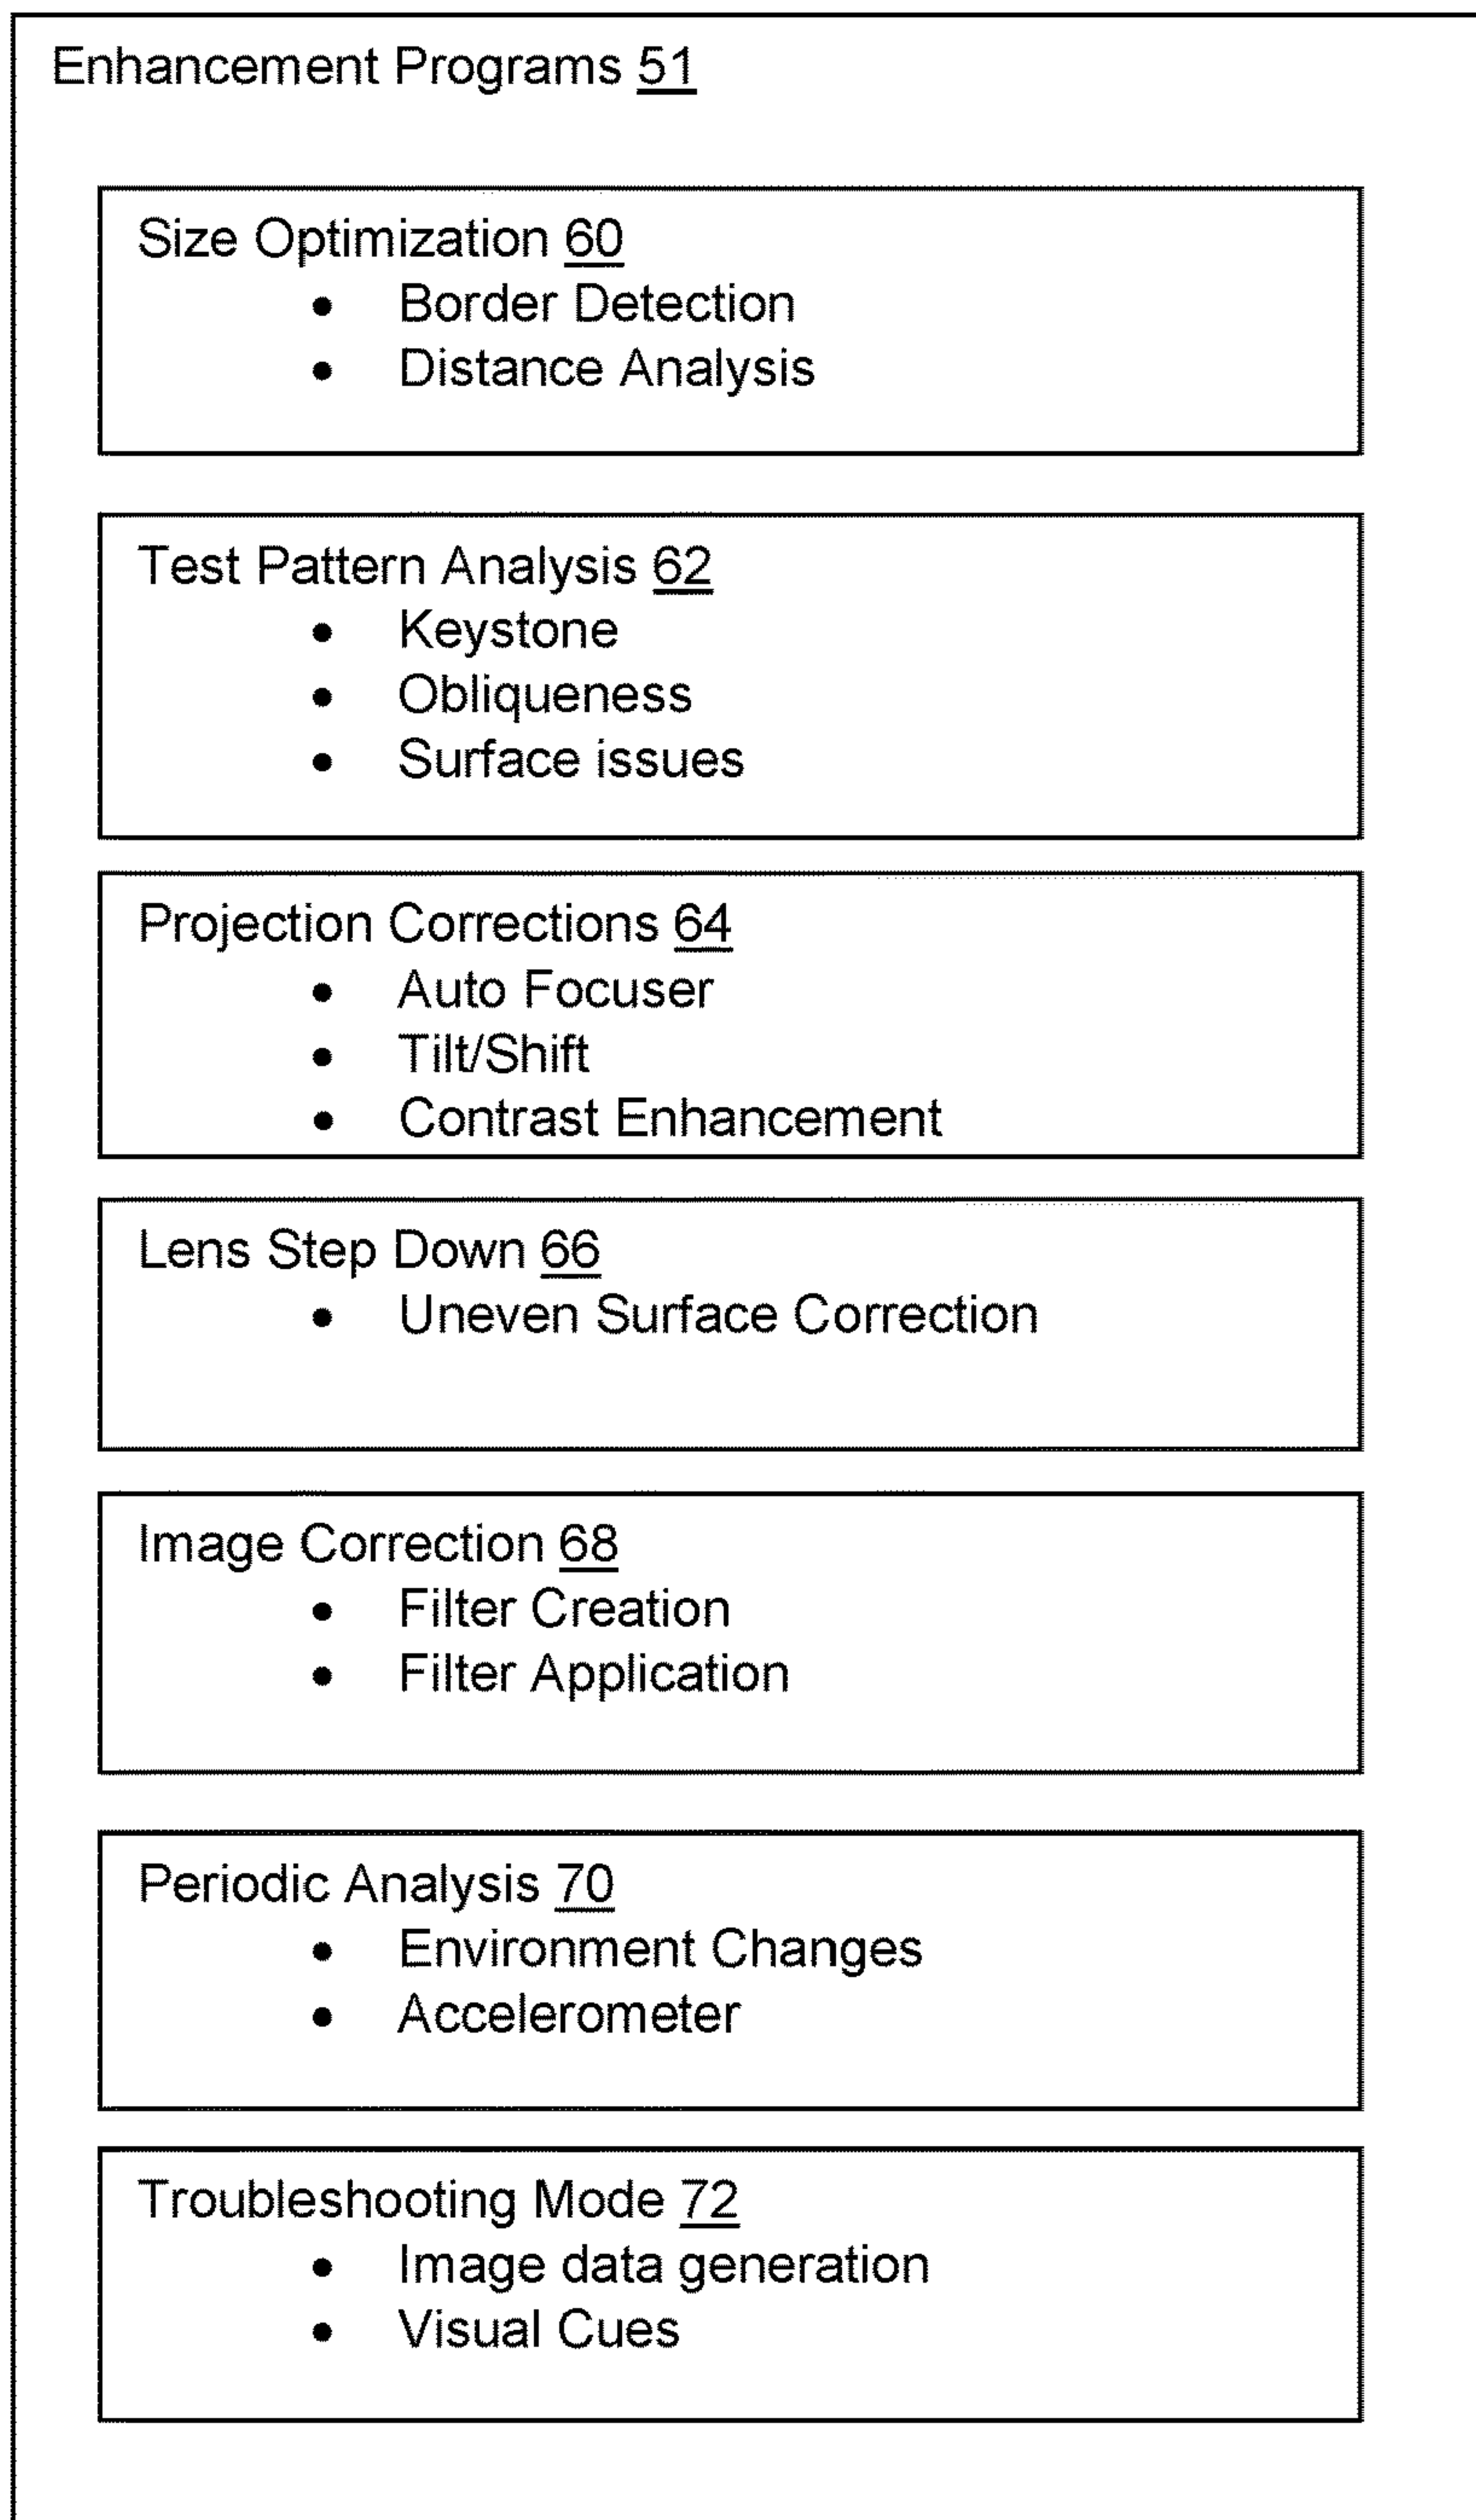 Enhancement Programs 51
Size Optimization 60
• Border Detection
• Distance Analysis
Test Pattern Analysis 62
• Keystone
• Obliqueness
• Surface issues
Projection Corrections 64
• Auto Focuser
• Tilt/Shift
• Contrast Enhancement
Lens Step Down 66
• Uneven Surface Correction
Image Correction 68
• Filter Creation
• Filter Application
Periodic Analysis 70
• Environment Changes
• Accelerometer
Troubleshooting Mode 72
• Image data generation
• Visual Cues